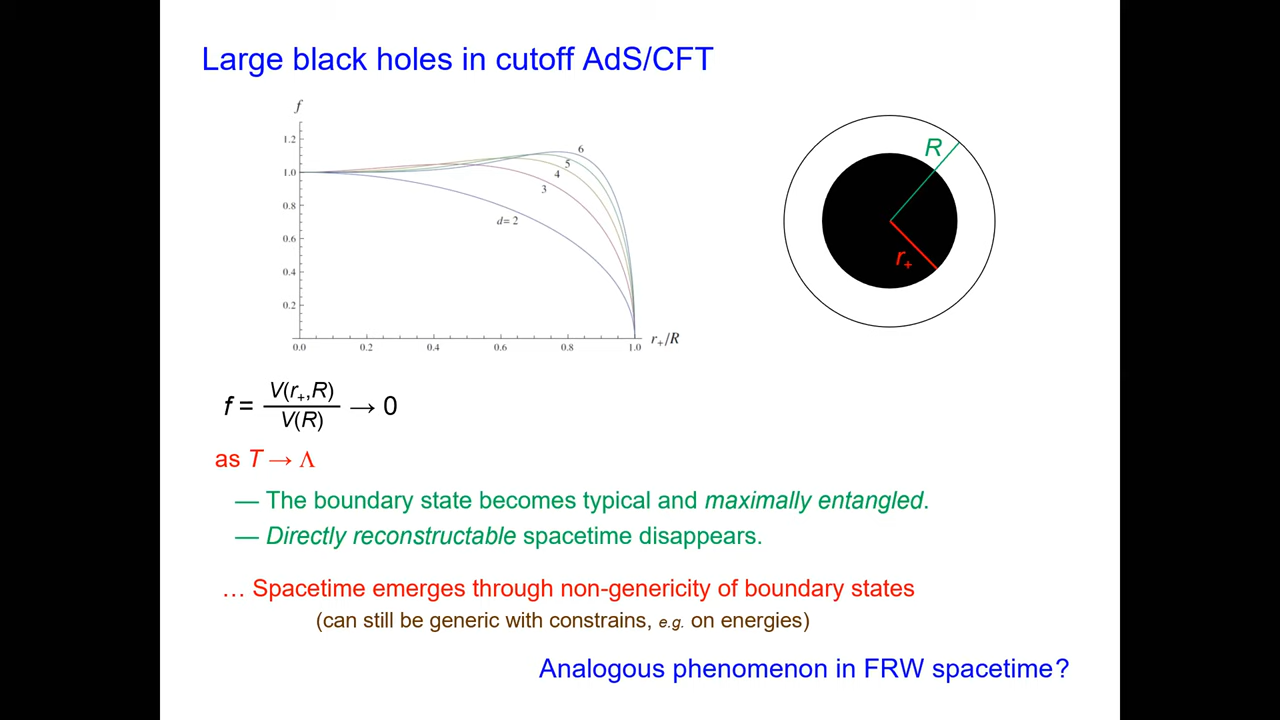 Large black holes in cutoff AdS/CFT
f
1.2
1.0
0.8
0.6
0.4
0.2
0.0 0.2 0.4 0.6 0.8 1.0
r₊/R
6
5
4
3
d= 2
R
r₊
f = V(r₊,R) / V(R) → 0
as T → Λ
— The boundary state becomes typical and maximally entangled.
— Directly reconstructable spacetime disappears.
… Spacetime emerges through non-genericity of boundary states
(can still be generic with constrains, e.g. on energies)
Analogous phenomenon in FRW spacetime?